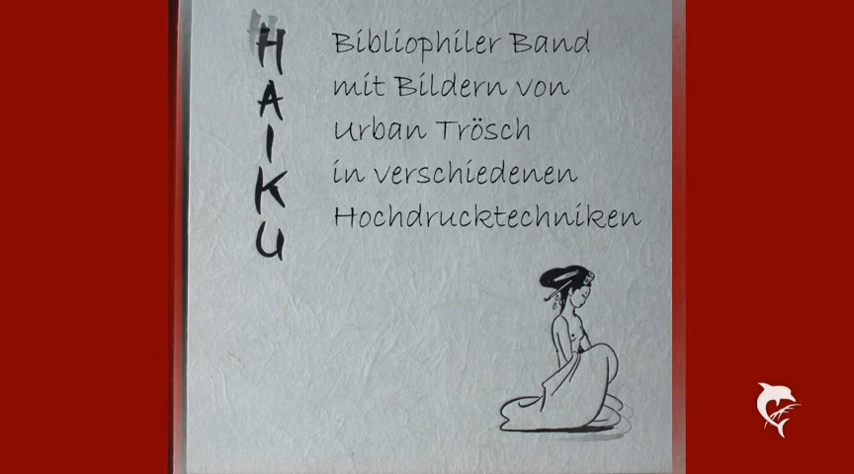 HAIKU
Bibliophiler Band
mit Bildern von
Urban Trösch
in verschiedenen
Hochdrucktechniken